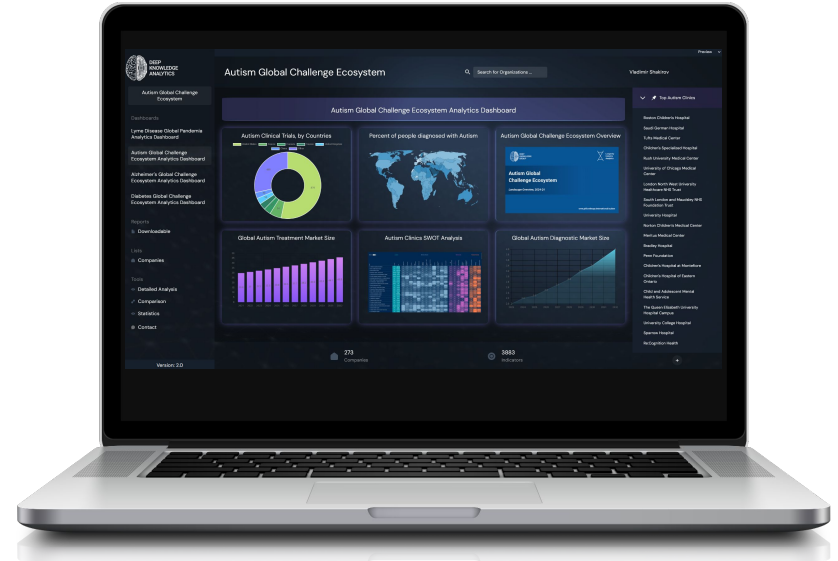 Preview
DEEP
KNOWLEDGE
ANALYTICS
Autism Global Challenge Ecosystem
Search for Organizations ...
Vladimir Shakirov
Autism Global Challenge
Ecosystem
Dashboards
Lyme Disease Global Pandemia
Analytics Dashboard
Autism Global Challenge
Ecosystem Analytics Dashboard
Alzheimer's Global Challenge
Ecosystem Analytics Dashboard
Diabetes Global Challenge
Ecosystem Analytics Dashboard
Reports
Downloadable
Lists
Companies
Tools
Detailed Analysis
Comparison
Statistics
Contact
Version: 2.0
Autism Global Challenge Ecosystem Analytics Dashboard
Autism Clinical Trials, by Countries
Percent of people diagnosed with Autism
Autism Global Challenge Ecosystem Overview
Autism Global
Challenge Ecosystem
Global Autism Treatment Market Size
Autism Clinics SWOT Analysis
Global Autism Diagnostic Market Size
273
Companies
3983
Indicators
Top Autism Clinics
Boston Children's Hospital
Saudi German Hospital
Tufts Medical Center
Children's Specialized Hospital
Rush University Medical Center
University of Chicago Medical
Center
London North West University
Healthcare NHS Trust
South London and Maudsley NHS
Foundation Trust
University Hospital
Norton Children's Medical Center
Meritus Medical Center
Bradley Hospital
Pene Foundation
Children's Hospital at Montefiore
Children's Hospital of Eastern
Ontario
Child and Adolescent Mental
Health Service
The Queen Elizabeth University
Hospital Campus
University College Hospital
Sparrow Hospital
Re:Cognition Health